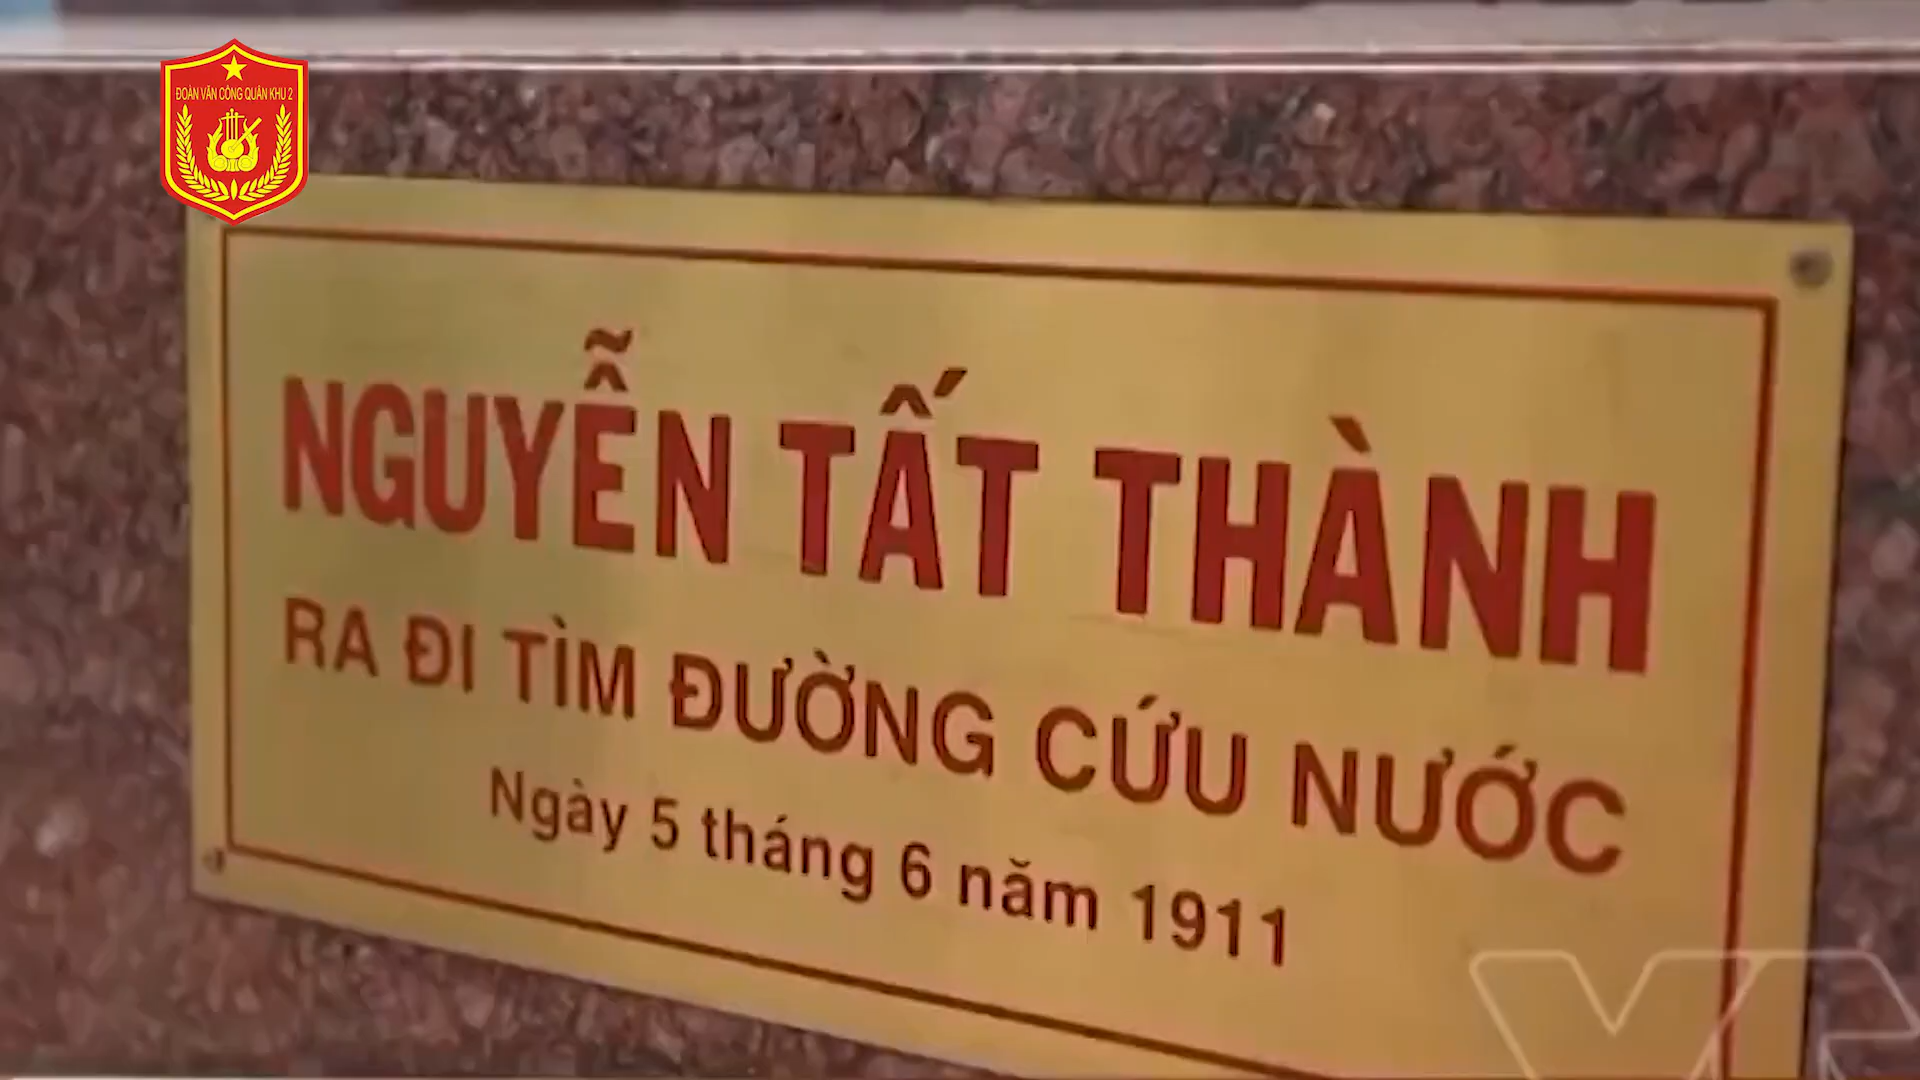 ĐOÀN VĂN CÔNG QUÂN KHU 2
NGUYỄN TẤT THÀNH
RA ĐI TÌM ĐƯỜNG CỨU NƯỚC
Ngày 5 tháng 6 năm 1911